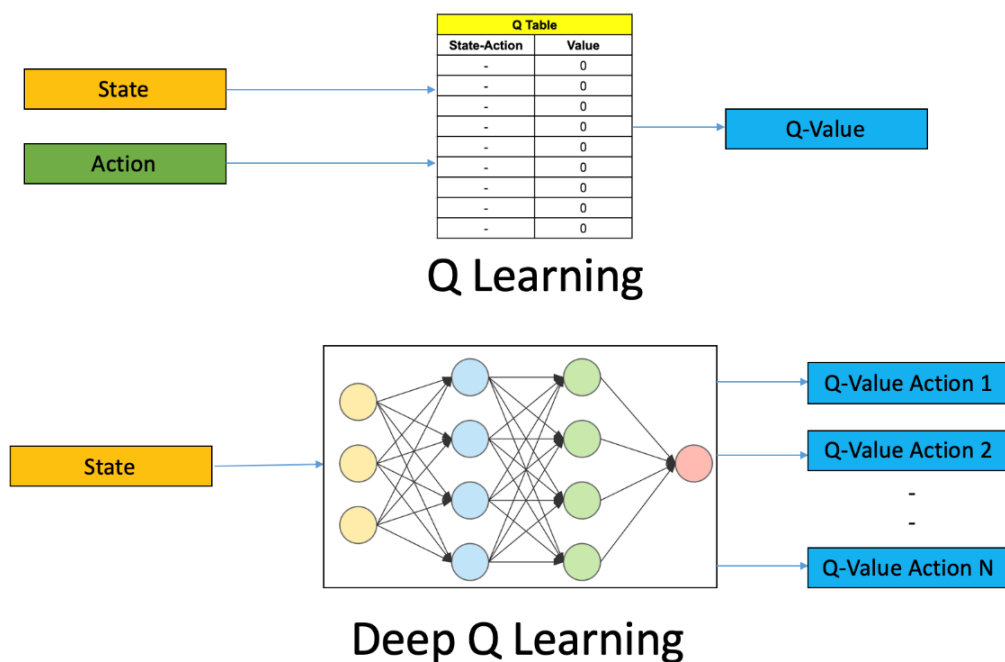 Q Table
State-Action Value
- 0
- 0
- 0
- 0
- 0
- 0
- 0
- 0
- 0
State
Action
Q-Value
Q Learning
State
Q-Value Action 1
Q-Value Action 2
-
-
Q-Value Action N
Deep Q Learning